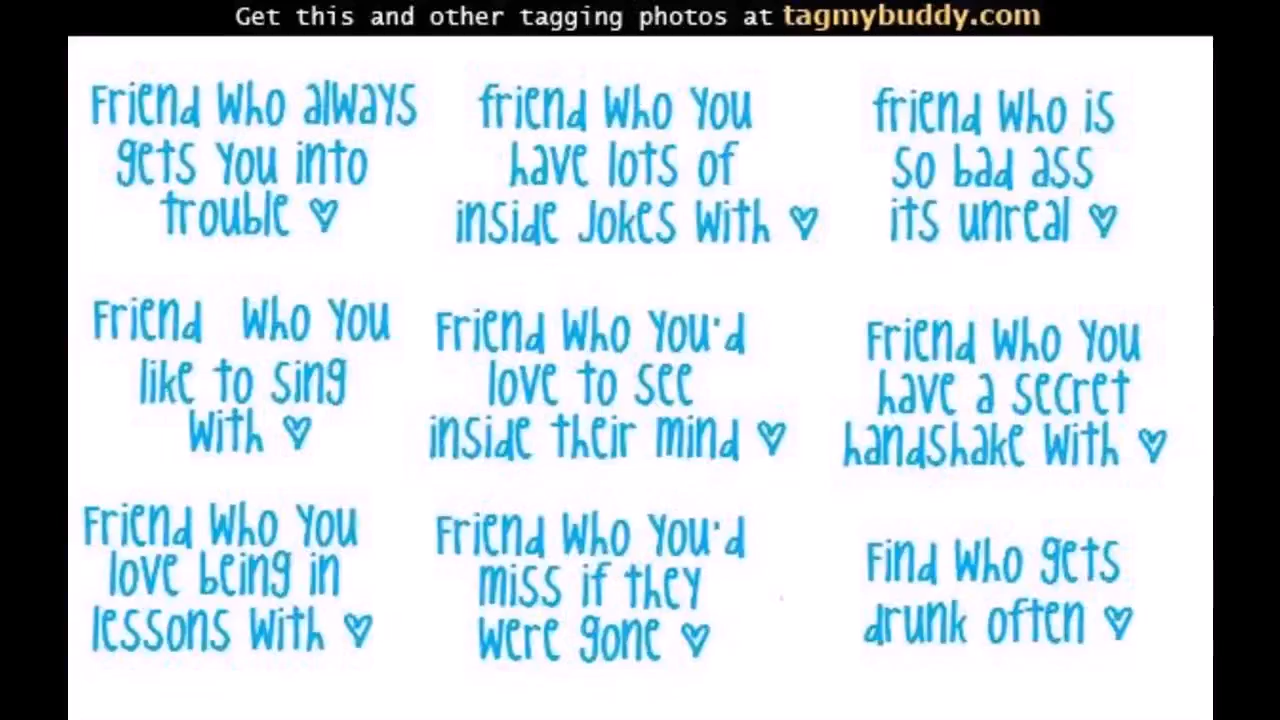 Get this and other tagging photos at tagmybuddy.com
Friend Who always
gets You into
trouble ♡
friend Who You
have lots of
inside Jokes With ♡
friend Who is
so bad ass
its unreal ♡
Friend Who You
like to sing
With ♡
Friend Who You'd
love to see
inside their mind ♡
Friend Who You
have a secret
handshake With ♡
Friend Who You
love being in
lessons With ♡
Friend Who You'd
miss if they
Were gone ♡
Find Who gets
drunk often ♡